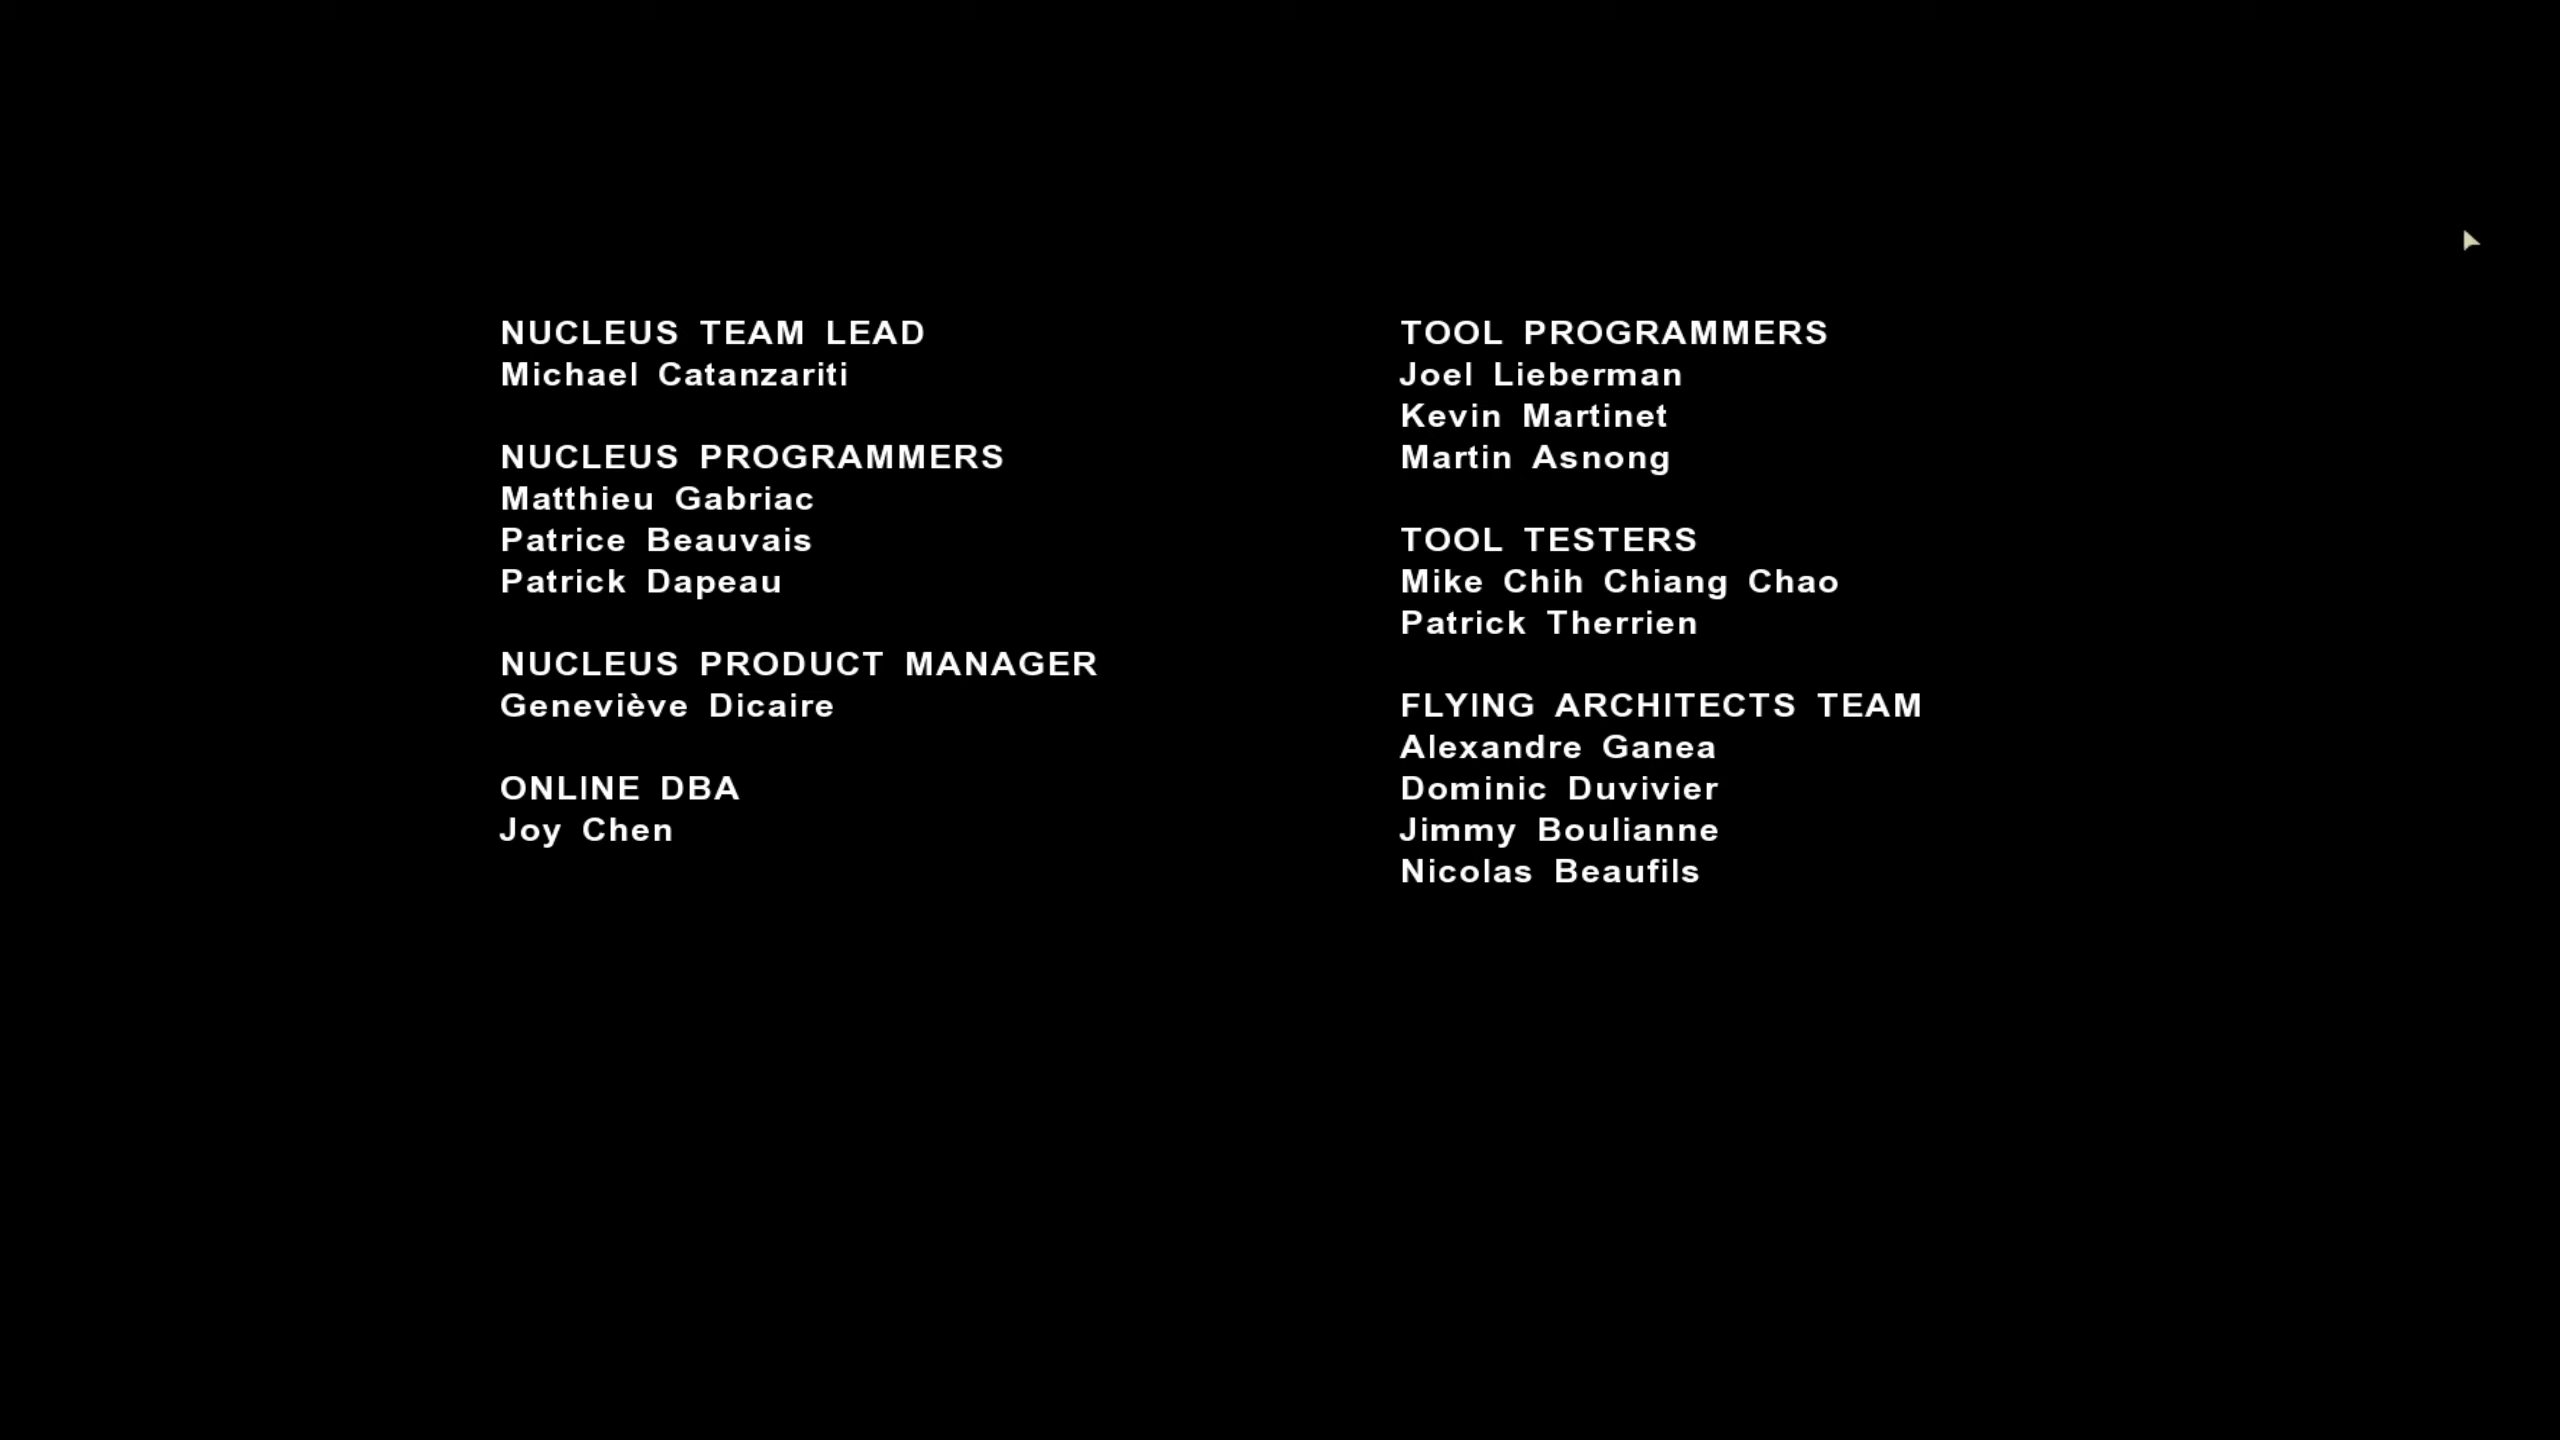 NUCLEUS TEAM LEAD
Michael Catanzariti
NUCLEUS PROGRAMMERS
Matthieu Gabriac
Patrice Beauvais
Patrick Dapeau
NUCLEUS PRODUCT MANAGER
Geneviève Dicaire
ONLINE DBA
Joy Chen
TOOL PROGRAMMERS
Joel Lieberman
Kevin Martinet
Martin Asnong
TOOL TESTERS
Mike Chih Chiang Chao
Patrick Therrien
FLYING ARCHITECTS TEAM
Alexandre Ganea
Dominic Duvivier
Jimmy Boulianne
Nicolas Beaufils